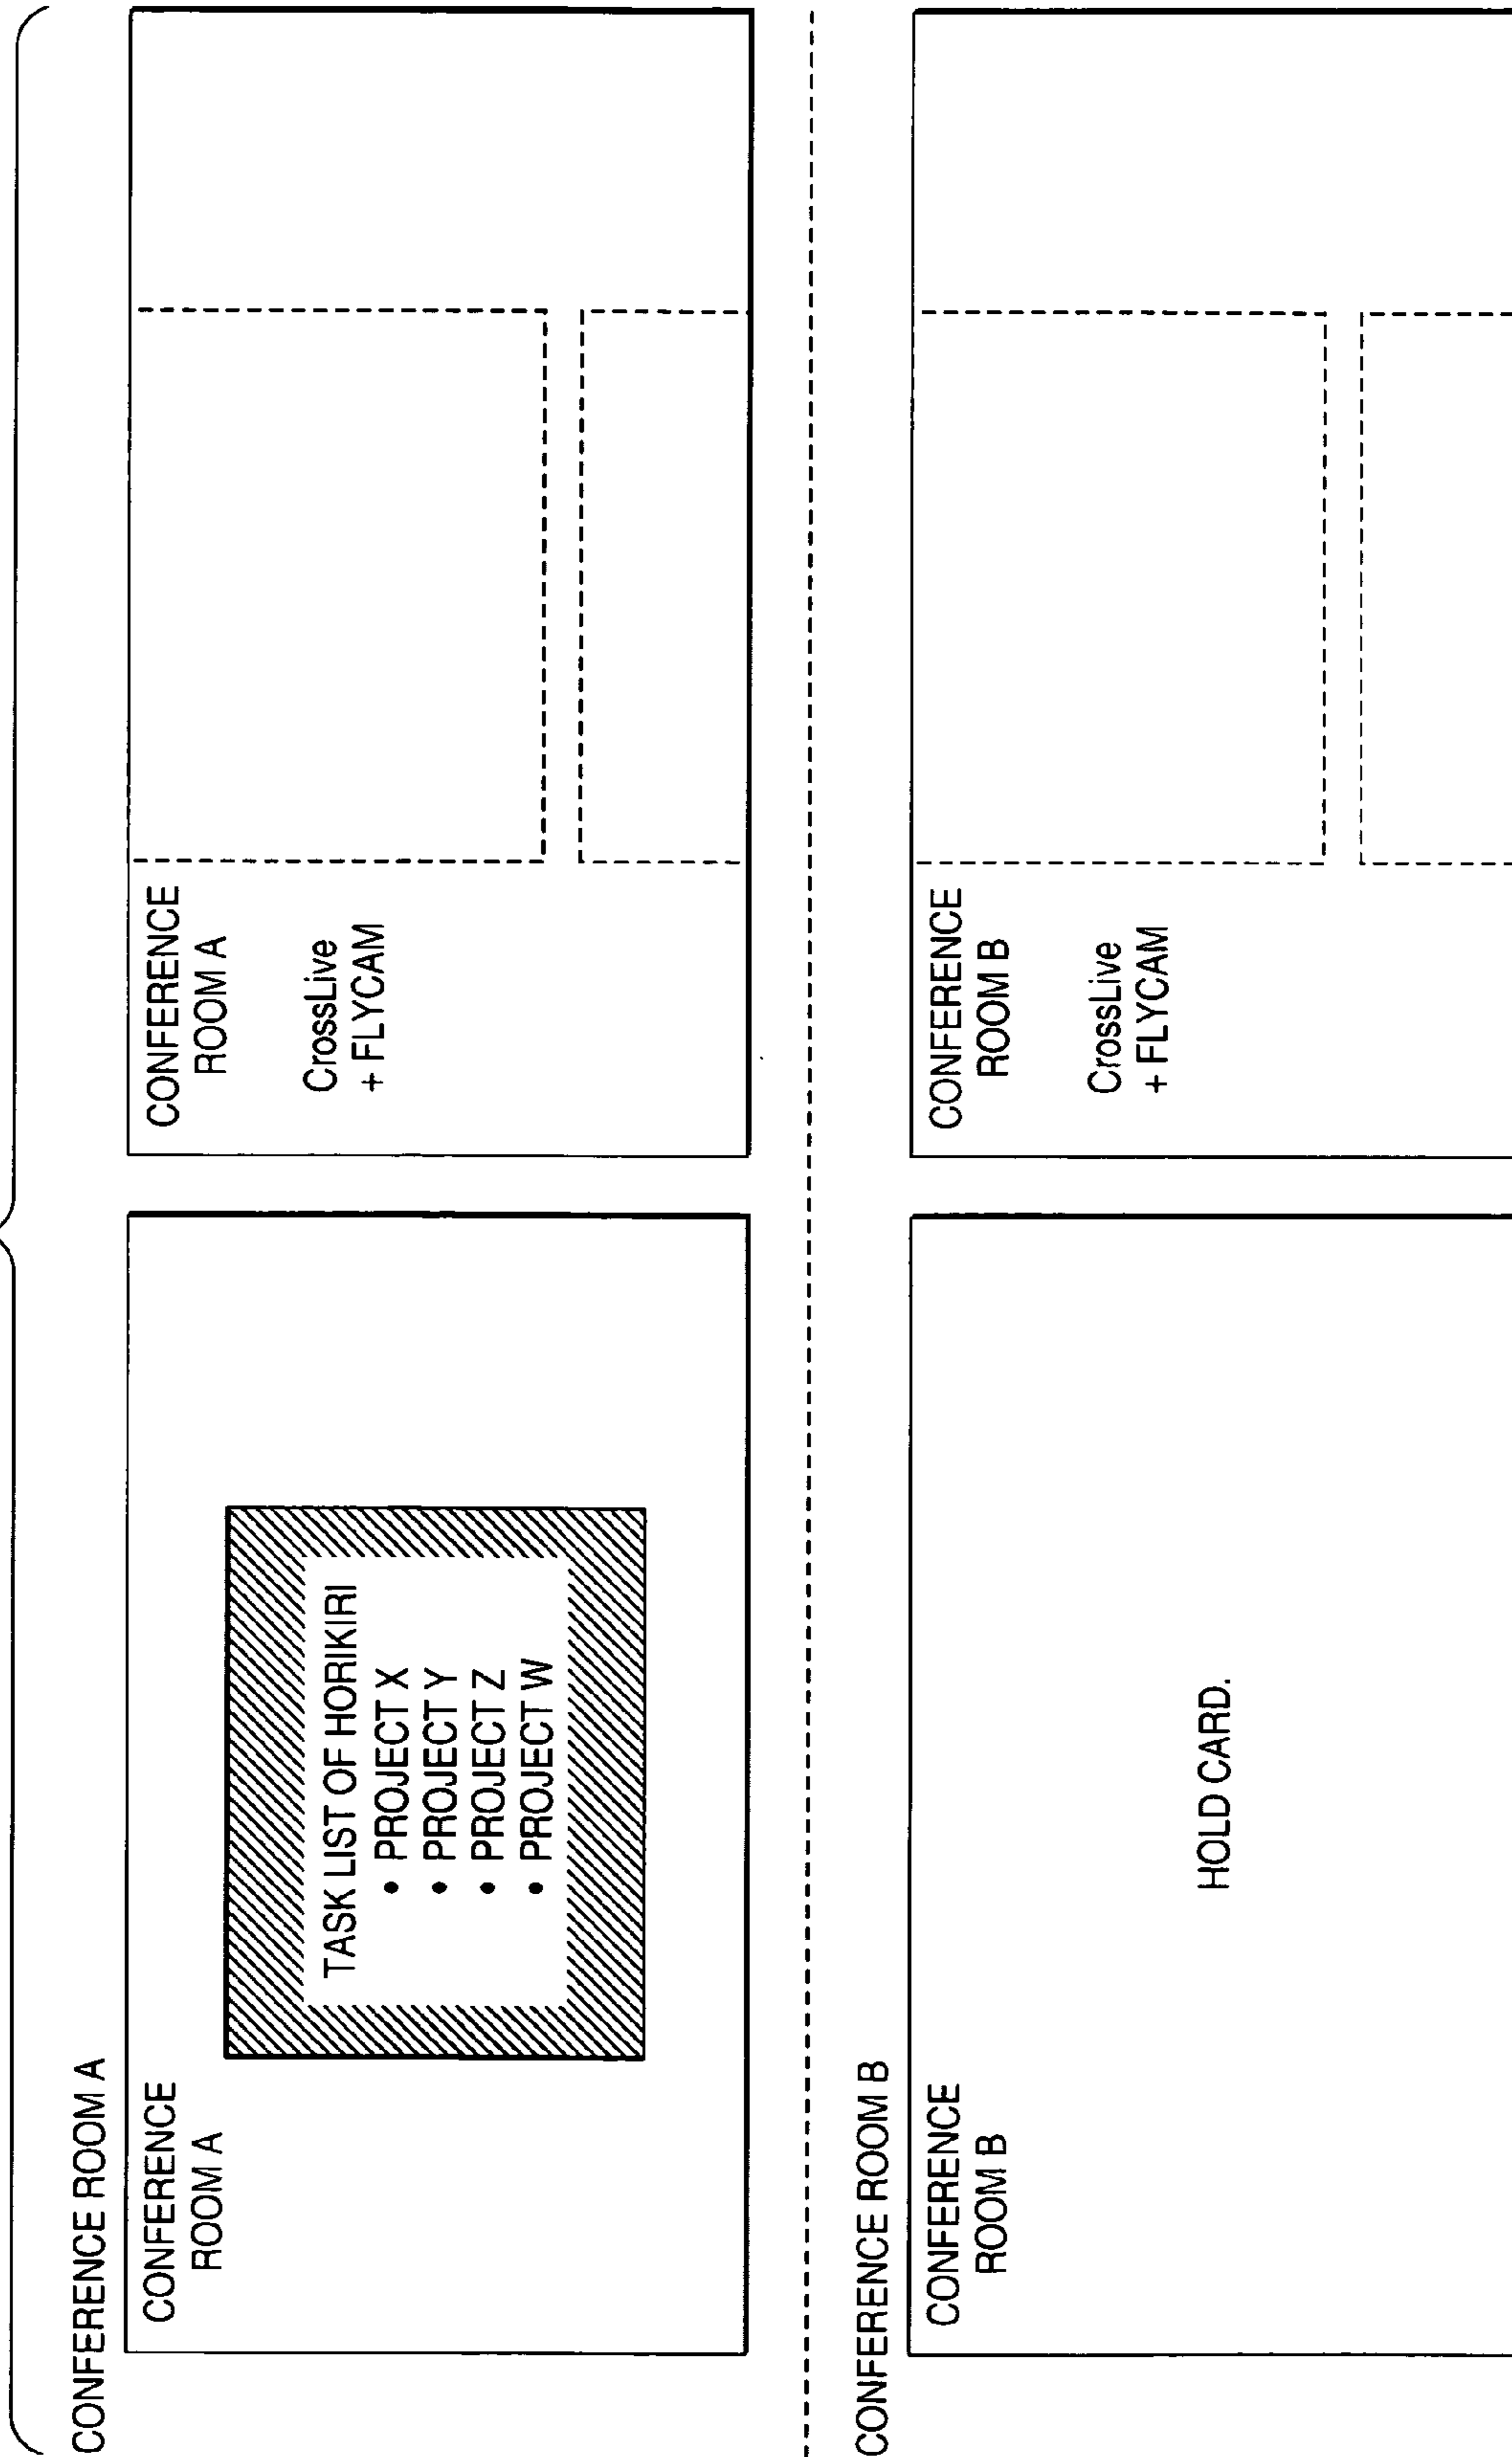 CONFERENCE ROOM A
CONFERENCE
ROOM A
TASK LIST OF HORIKIRI
• PROJECT X
• PROJECT Y
• PROJECT Z
• PROJECT W
CONFERENCE
ROOM A
CrossLive
+ FLYCAM
CONFERENCE ROOM B
CONFERENCE
ROOM B
HOLD CARD.
CONFERENCE
ROOM B
CrossLive
+ FLYCAM